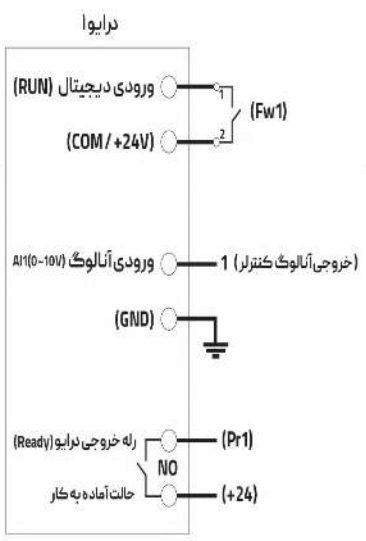 درایو۱
ورودی دیجیتال (RUN)
1
(Fw1)
2
(COM / +24V)
ورودی آنالوگ AI1(0~10V)
1 (خروجی آنالوگ کنترلر)
(GND)
رله خروجی درایو (Ready)
(Pr1)
NO
حالت آماده به کار
(+24)